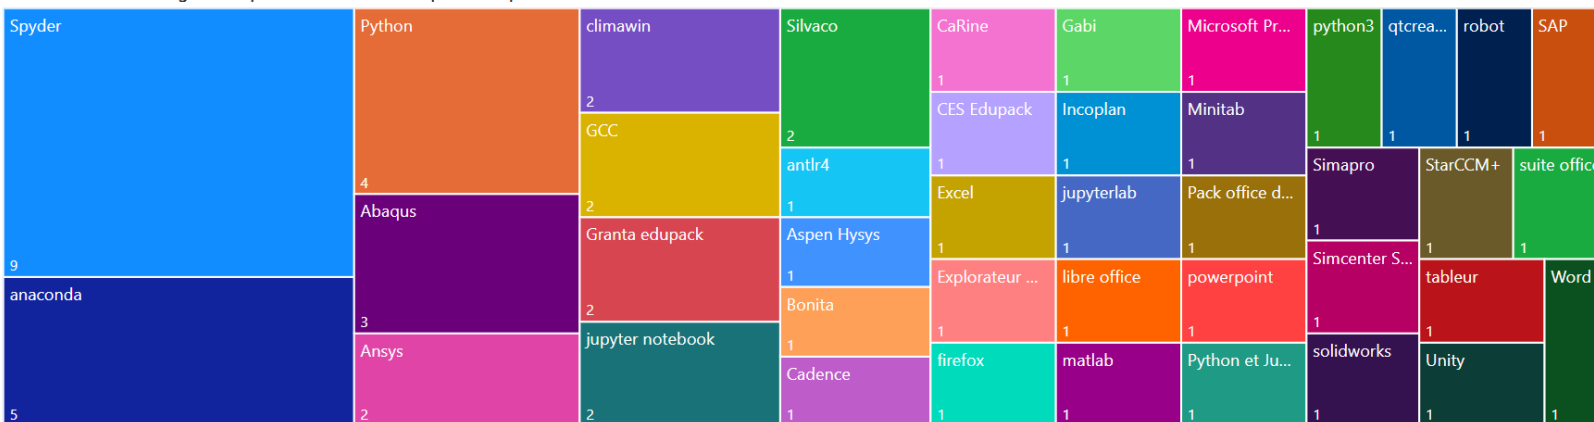 Spyder
9
anaconda
5
Python
4
Abaqus
3
Ansys
2
climawin
2
GCC
2
Granta edupack
2
jupyter notebook
2
Silvaco
2
antlr4
1
Aspen Hysys
1
Bonita
1
Cadence
1
CaRine
1
CES Edupack
1
Excel
1
Explorateur ...
1
firefox
1
Gabi
1
Incoplan
1
jupyterlab
1
libre office
1
matlab
1
Microsoft Pr...
1
Minitab
1
Pack office d...
1
powerpoint
1
Python et Ju...
1
python3
1
qtcrea...
1
robot
1
SAP
1
Simapro
1
Simcenter S...
1
solidworks
1
StarCCM+
1
suite office
1
tableur
1
Unity
1
Word
1